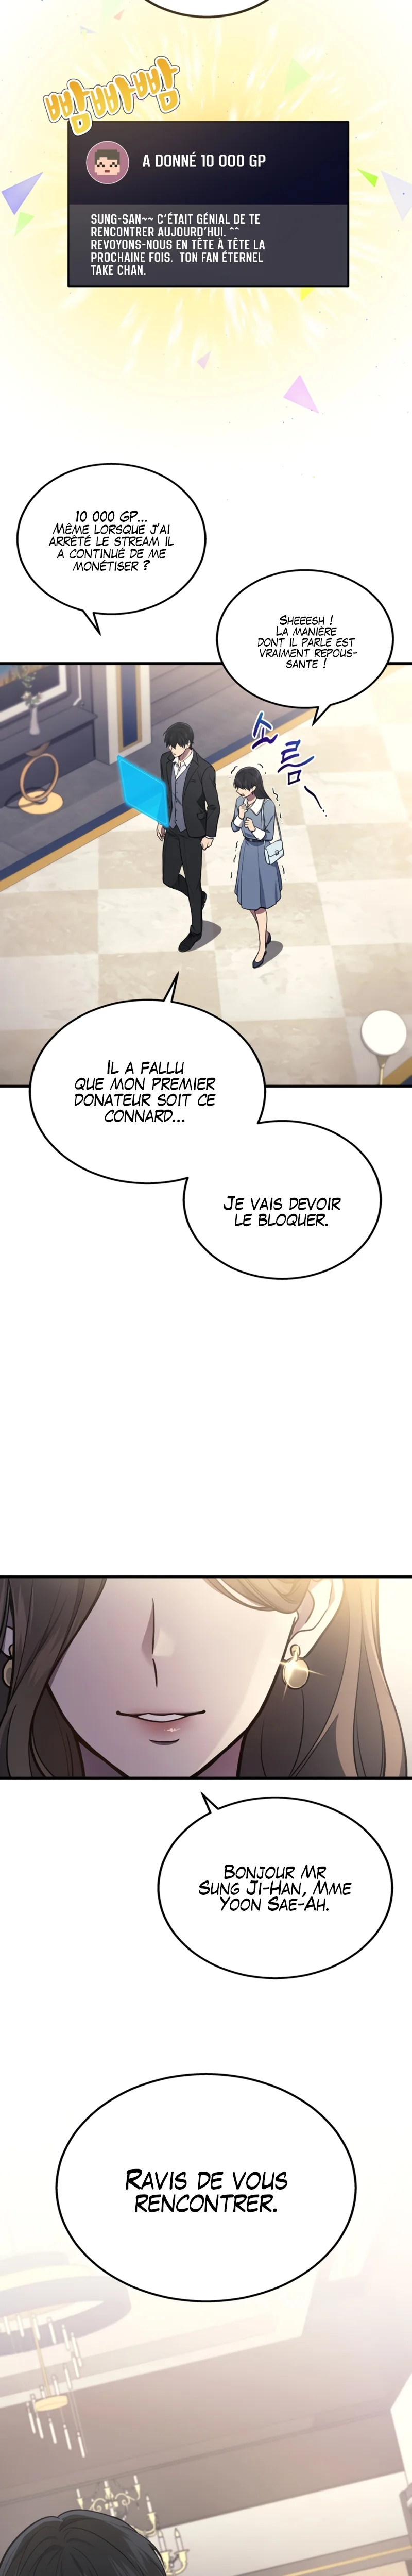 빰빠빰
A DONNÉ 10 000 GP
SUNG-SAN~~ C'ÉTAIT GÉNIAL DE TE
RENCONTRER AUJOURD'HUI. ^^
REVOYONS-NOUS EN TÊTE À TÊTE LA
PROCHAINE FOIS. TON FAN ÉTERNEL
TAKE CHAN.
10 000 GP...
MÊME LORSQUE J'AI
ARRÊTÉ LE STREAM IL
A CONTINUÉ DE ME
MONÉTISER ?
SHEEESH !
LA MANIÈRE
DONT IL PARLE EST
VRAIMENT REPOUS-
SANTE !
소름
IL A FALLU
QUE MON PREMIER
DONATEUR SOIT CE
CONNARD...
JE VAIS DEVOIR
LE BLOQUER.
BONJOUR MR
SUNG JI-HAN, MME
YOON SAE-AH.
RAVIS DE VOUS
RENCONTRER.